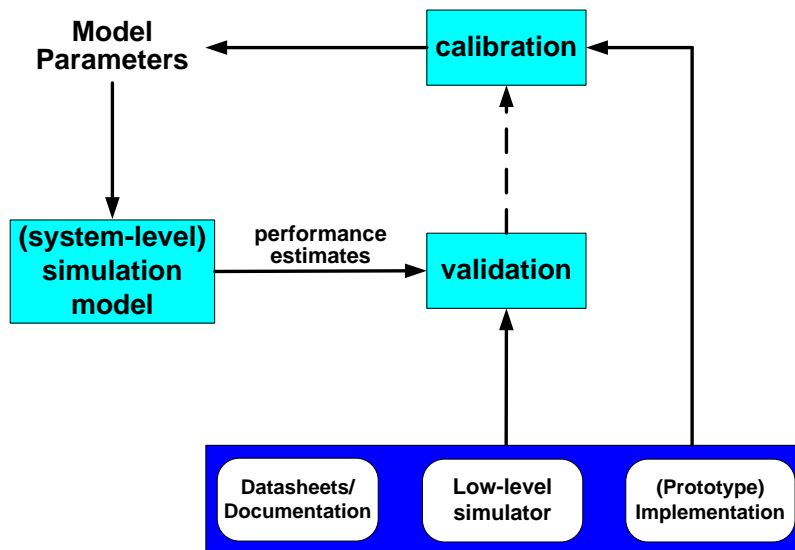 Model
Parameters
calibration
(system-level)
simulation
model
performance
estimates
validation
Datasheets/
Documentation
Low-level
simulator
(Prototype)
Implementation